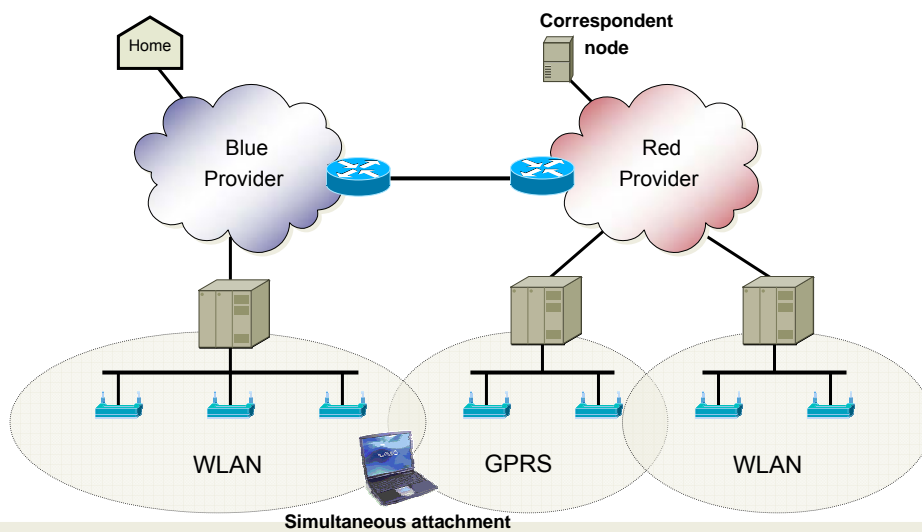 Home
Correspondent
node
Blue
Provider
Red
Provider
WLAN
GPRS
WLAN
Simultaneous attachment